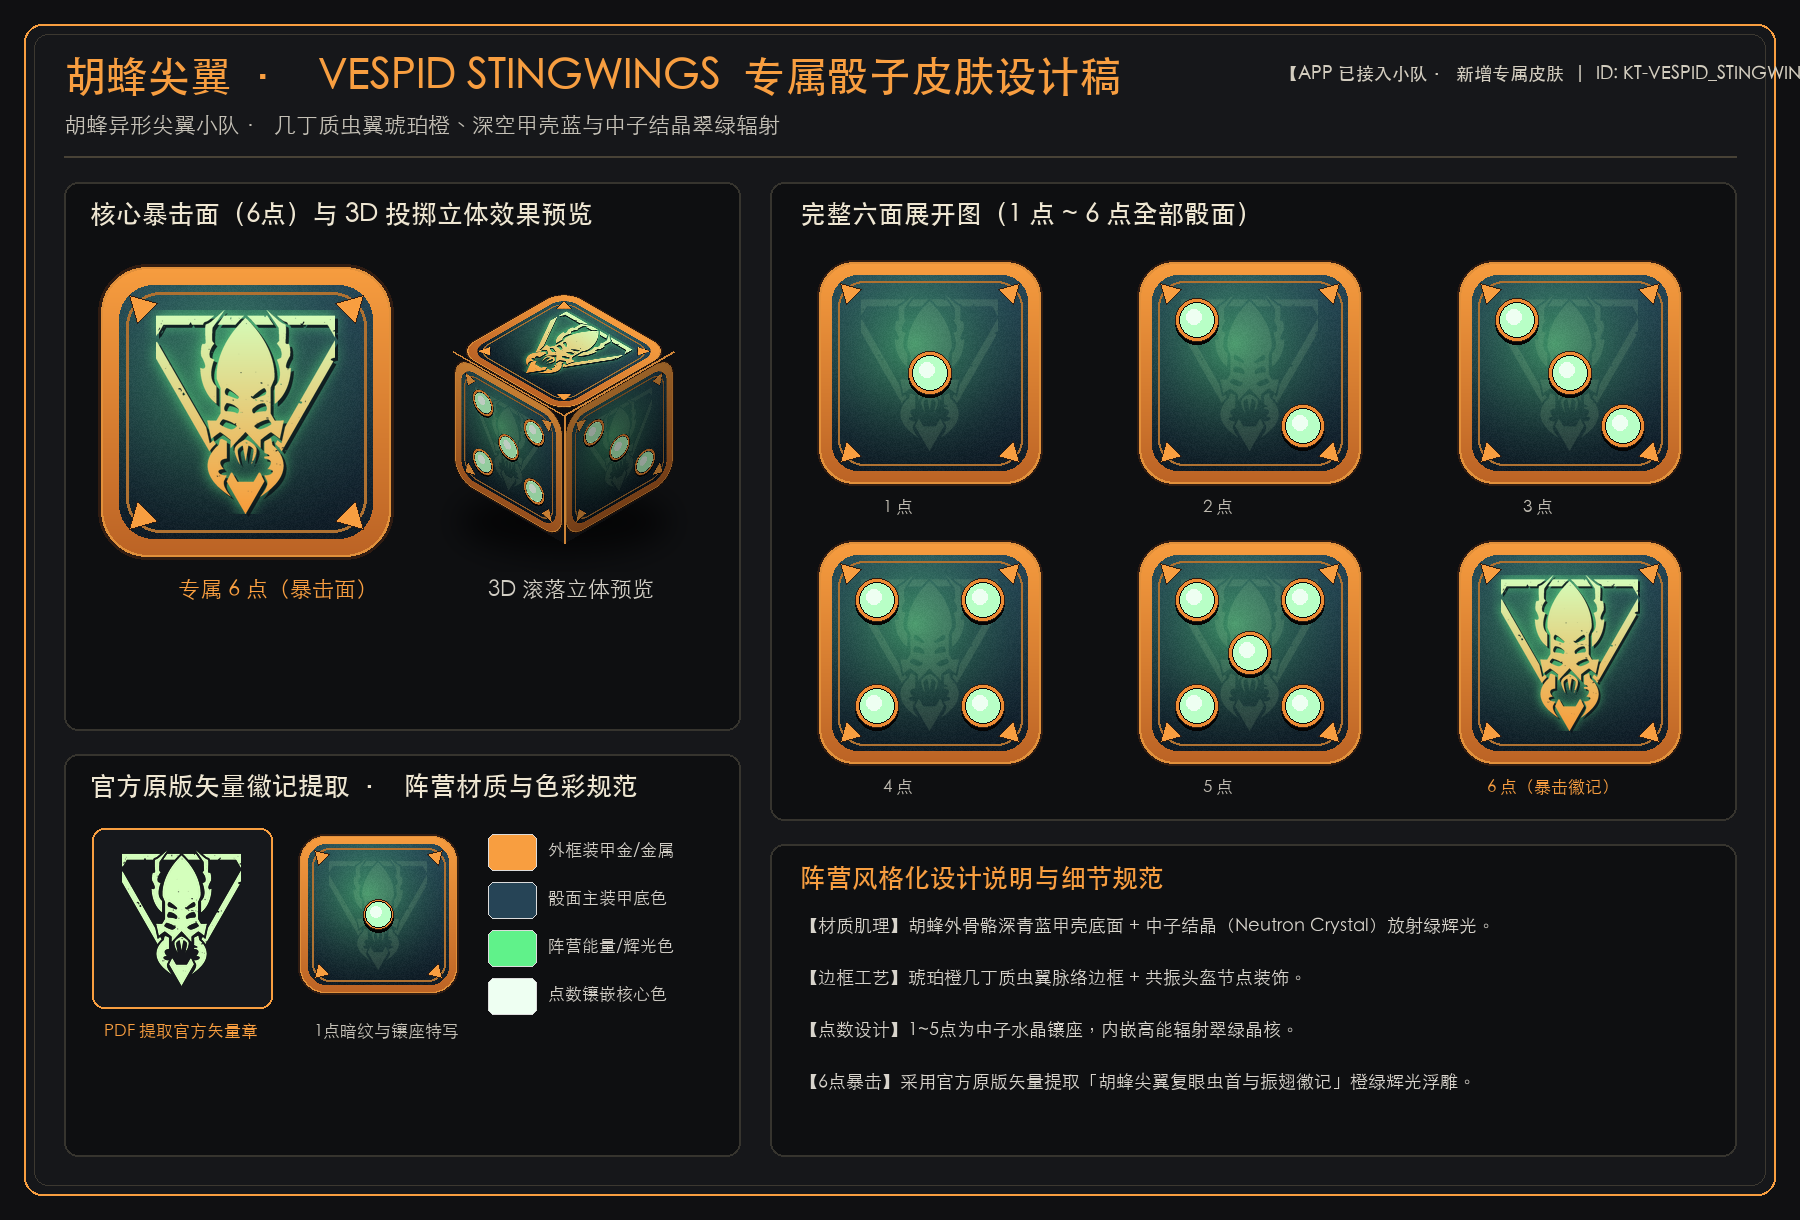 胡蜂尖翼 · VESPID STINGWINGS 专属骰子皮肤设计稿
【APP 已接入小队 · 新增专属皮肤 | ID: KT-VESPID_STINGWIN
胡蜂异形尖翼小队 · 几丁质虫翼琥珀橙、深空甲壳蓝与中子结晶翠绿辐射
核心暴击面（6点）与 3D 投掷立体效果预览
专属 6 点（暴击面）
3D 滚落立体预览
完整六面展开图（1 点 ~ 6 点全部骰面）
1 点
2 点
3 点
4 点
5 点
6 点（暴击徽记）
官方原版矢量徽记提取 · 阵营材质与色彩规范
外框装甲金/金属
骰面主装甲底色
阵营能量/辉光色
点数镶嵌核心色
PDF 提取官方矢量章
1点暗纹与镶座特写
阵营风格化设计说明与细节规范
【材质肌理】胡蜂外骨骼深青蓝甲壳底面 + 中子结晶（Neutron Crystal）放射绿辉光。
【边框工艺】琥珀橙几丁质虫翼脉络边框 + 共振头盔节点装饰。
【点数设计】1~5点为中子水晶镶座，内嵌高能辐射翠绿晶核。
【6点暴击】采用官方原版矢量提取「胡蜂尖翼复眼虫首与振翅徽记」橙绿辉光浮雕。